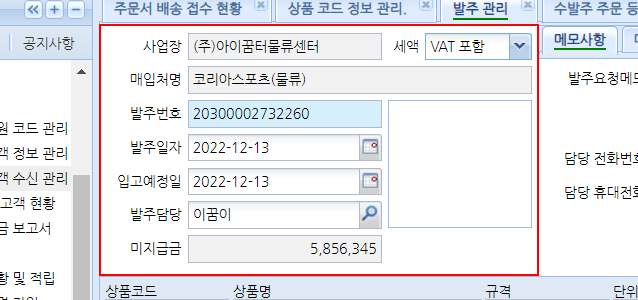 주문서 배송 접수 현황
상품 코드 정보 관리.
발주 관리
수발주 주문 등
공지사항
원 코드 관리
객 정보 관리
객 수신 관리
고객 현황
금 보고서
황 및 적립
사업장 (주)아이꿈터물류센터 세액 VAT 포함
매입처명 코리아스포츠(물류)
발주번호 20300002732260
발주일자 2022-12-13
입고예정일 2022-12-13
발주담당 이꿈이
미지급금 5,856,345
메모사항
발주요청메모
담당 전화번호
담당 휴대전화
상품코드 상품명 규격 단위